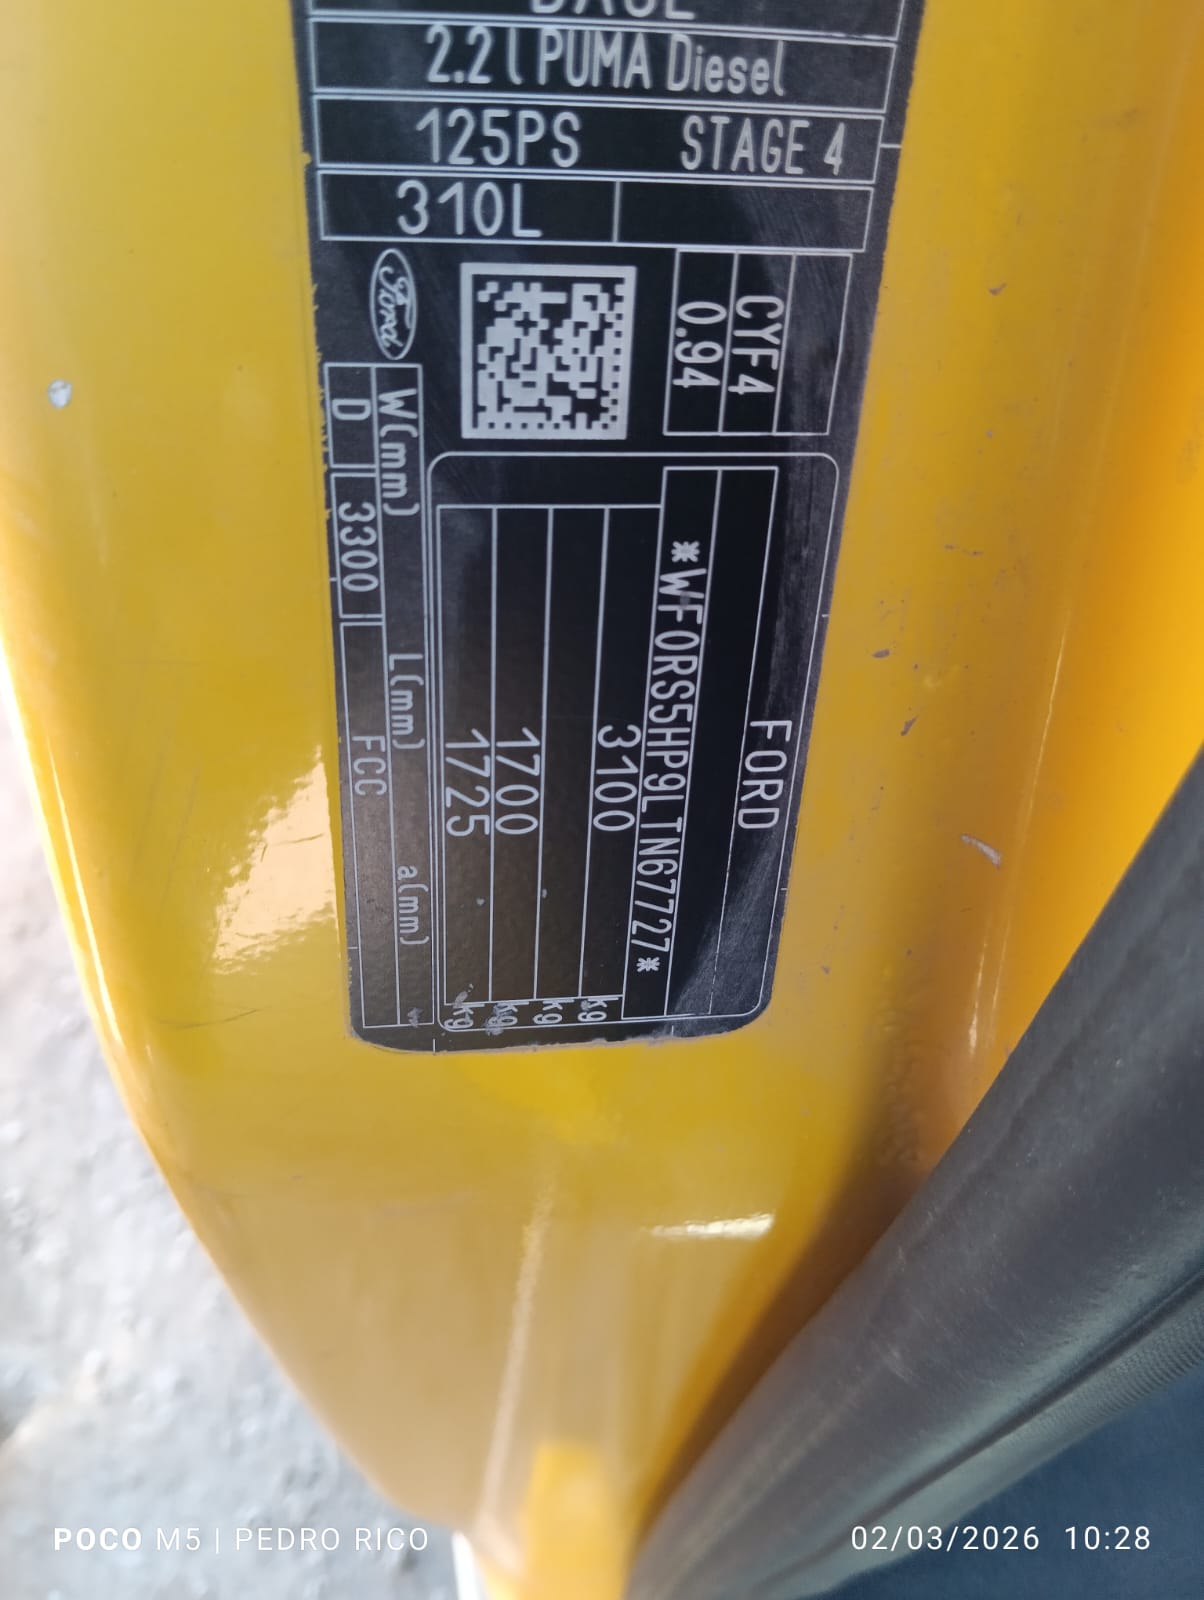 2.2l PUMA Diesel
125PS STAGE 4
310L
Ford
CYF4
0.94
FORD
*WF0RS5HP9LTN67727*
3100 kg
kg
1700 kg
1725 kg
W(mm) L(mm) a(mm)
D 3300 FCC
POCO M5 | PEDRO RICO
02/03/2026 10:28